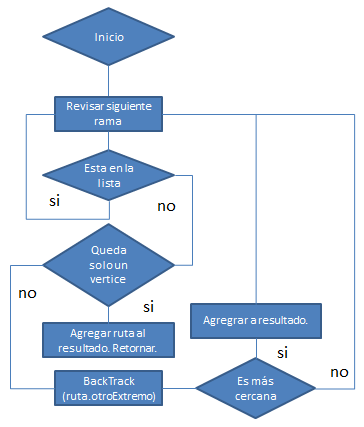 Inicio
Revisar siguiente
rama
Esta en la
lista
si
no
Queda
solo un
vertice
no
si
Agregar ruta al
resultado. Retornar.
Agregrar a resultado.
si
no
BackTrack
(ruta.otroExtremo)
Es más
cercana